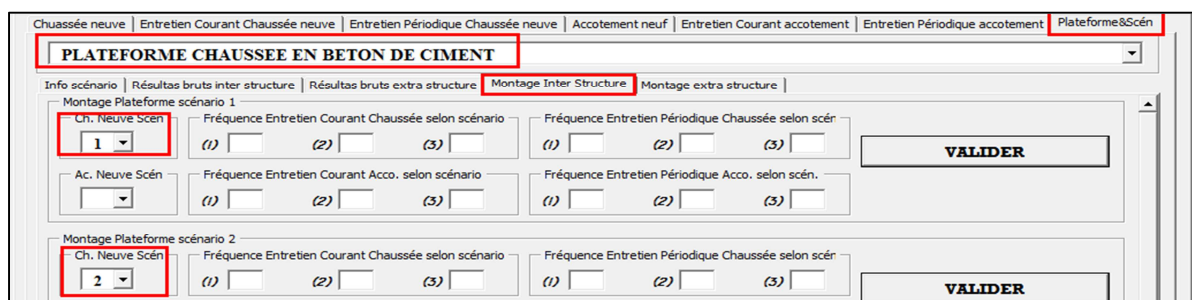 Chuassée neuve | Entretien Courant Chaussée neuve | Entretien Périodique Chaussée neuve | Accotement neuf | Entretien Courant accotement | Entretien Périodique accotement | Plateforme&Scén
PLATEFORME CHAUSSEE EN BETON DE CIMENT
Info scénario | Résultas bruts inter structure | Résultas bruts extra structure | Montage Inter Structure | Montage extra structure |
Montage Plateforme scénario 1
Ch. Neuve Scén Fréquence Entretien Courant Chaussée selon scénario Fréquence Entretien Périodique Chaussée selon scén
1 (1) (2) (3) (1) (2) (3) VALIDER
Ac. Neuve Scén Fréquence Entretien Courant Acco. selon scénario Fréquence Entretien Périodique Acco. selon scén.
(1) (2) (3) (1) (2) (3)
Montage Plateforme scénario 2
Ch. Neuve Scén Fréquence Entretien Courant Chaussée selon scénario Fréquence Entretien Périodique Chaussée selon scén
2 (1) (2) (3) (1) (2) (3) VALIDER